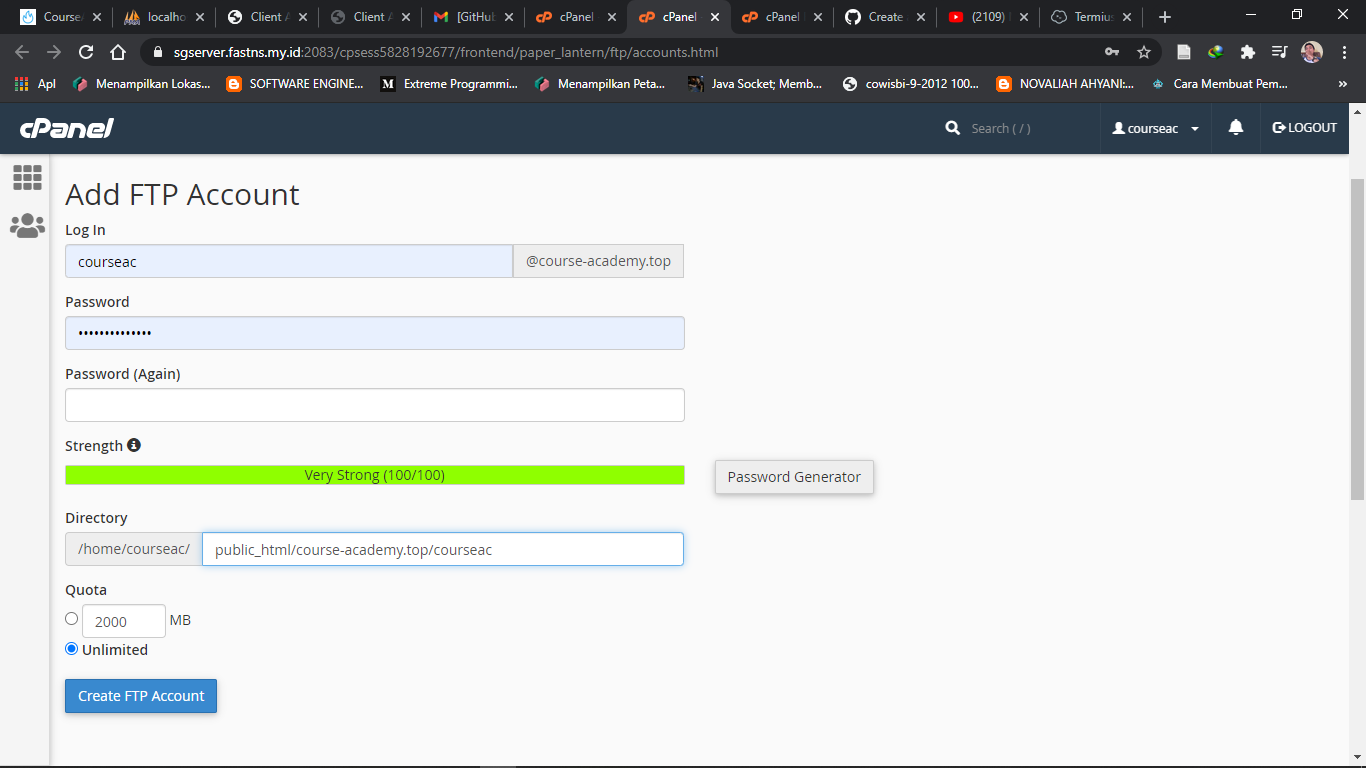 Course
localho
Client A
Client A
[GitHub
cPanel
cPanel
cPanel
Create
(2109)
Termius
sgserver.fastns.my.id:2083/cpsess5828192677/frontend/paper_lantern/ftp/accounts.html
Apl
Menampilkan Lokas...
SOFTWARE ENGINE...
M
Extreme Programmi...
Menampilkan Peta...
Java Socket; Memb...
cowisbi-9-2012 100...
NOVALIAH AHYANI:...
Cara Membuat Pem...
»
cPanel
Search ( / )
courseac
LOGOUT
Add FTP Account
Log In
courseac
@course-academy.top
Password
••••••••••••••
Password (Again)
Strength
Very Strong (100/100)
Password Generator
Directory
/home/courseac/
public_html/course-academy.top/courseac
Quota
2000
MB
Unlimited
Create FTP Account